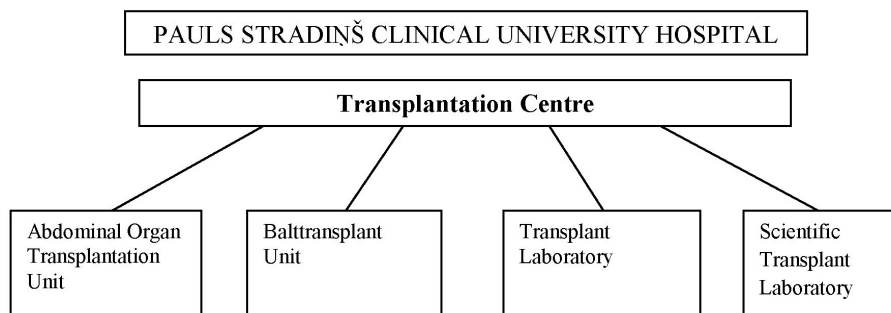 PAULS STRADIŅŠ CLINICAL UNIVERSITY HOSPITAL
Transplantation Centre
Abdominal Organ
Transplantation
Unit
Balttransplant
Unit
Transplant
Laboratory
Scientific
Transplant
Laboratory